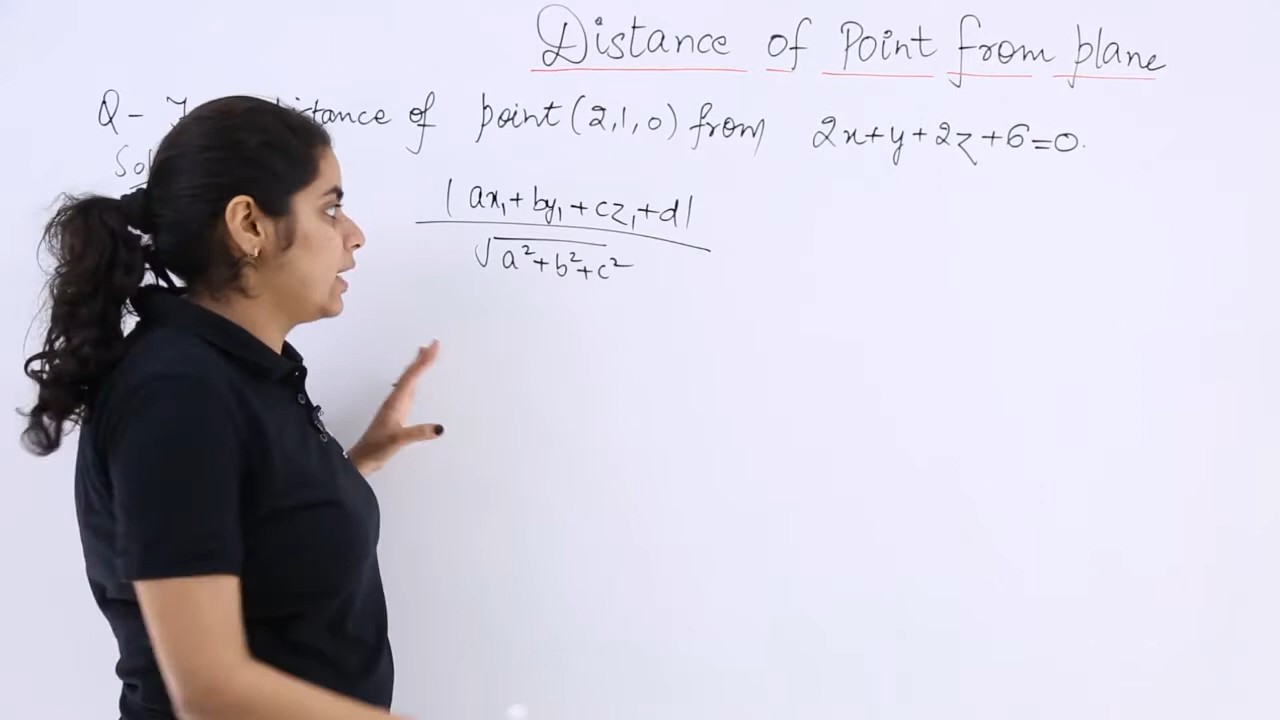 Distance of Point from plane
Q- distance of point (2,1,0) from 2x+y+2z+6=0.
Sol
|ax₁+by₁+cz₁+d|
√a²+b²+c²